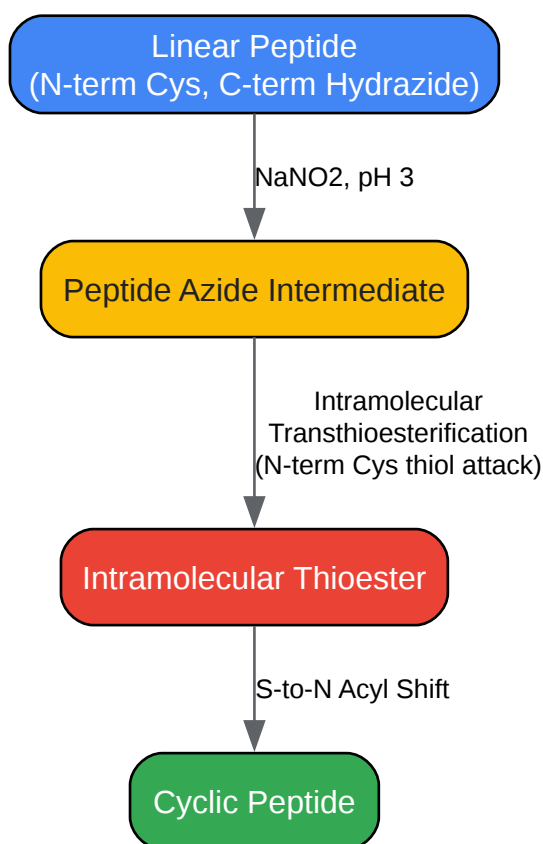 Linear Peptide
(N-term Cys, C-term Hydrazide)
NaNO2, pH 3
Peptide Azide Intermediate
Intramolecular
Transthioesterification
(N-term Cys thiol attack)
Intramolecular Thioester
S-to-N Acyl Shift
Cyclic Peptide